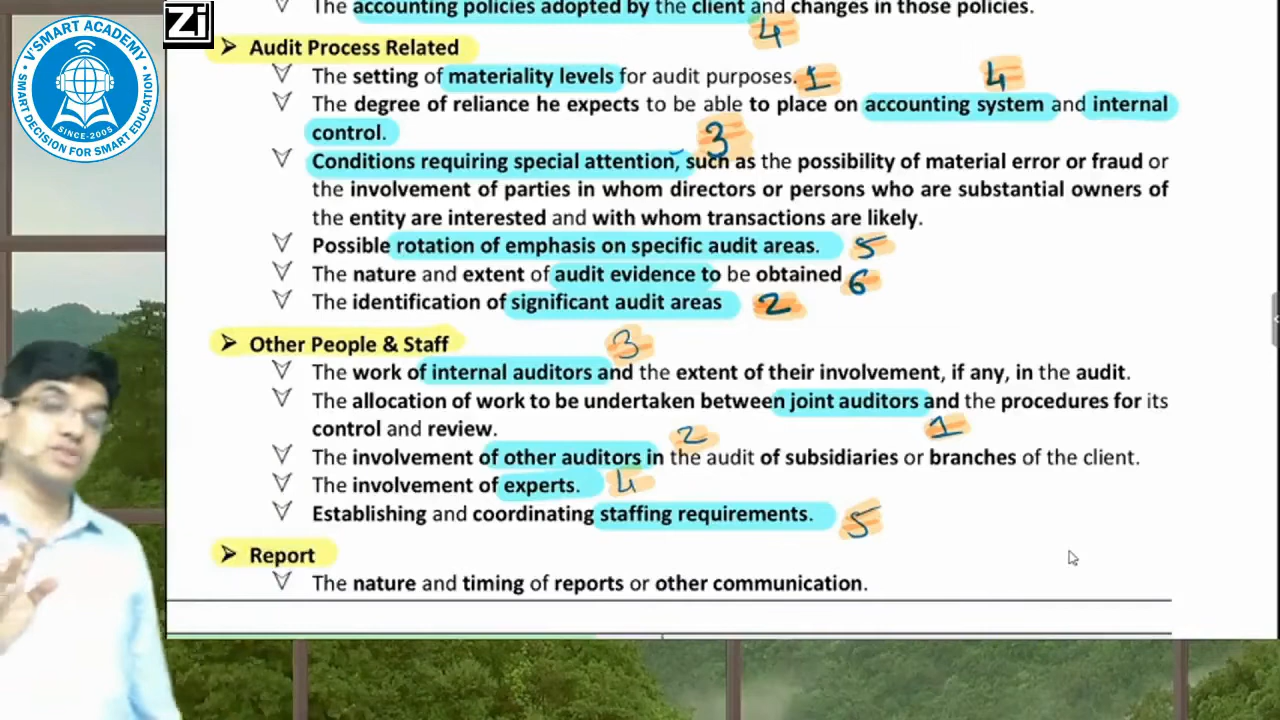 The accounting policies adopted by the client and changes in those policies.
4
➤ Audit Process Related
The setting of materiality levels for audit purposes. 1
4
The degree of reliance he expects to be able to place on accounting system and internal
control.
3
Conditions requiring special attention, such as the possibility of material error or fraud or
the involvement of parties in whom directors or persons who are substantial owners of
the entity are interested and with whom transactions are likely.
Possible rotation of emphasis on specific audit areas. 5
The nature and extent of audit evidence to be obtained 6
The identification of significant audit areas 2
➤ Other People & Staff
3
The work of internal auditors and the extent of their involvement, if any, in the audit.
The allocation of work to be undertaken between joint auditors and the procedures for its
control and review.
1
2
The involvement of other auditors in the audit of subsidiaries or branches of the client.
The involvement of experts. 4
Establishing and coordinating staffing requirements. 5
➤ Report
The nature and timing of reports or other communication.
V'SMART ACADEMY
SINCE-2005
SMART DECISION FOR SMART EDUCATION
Zj